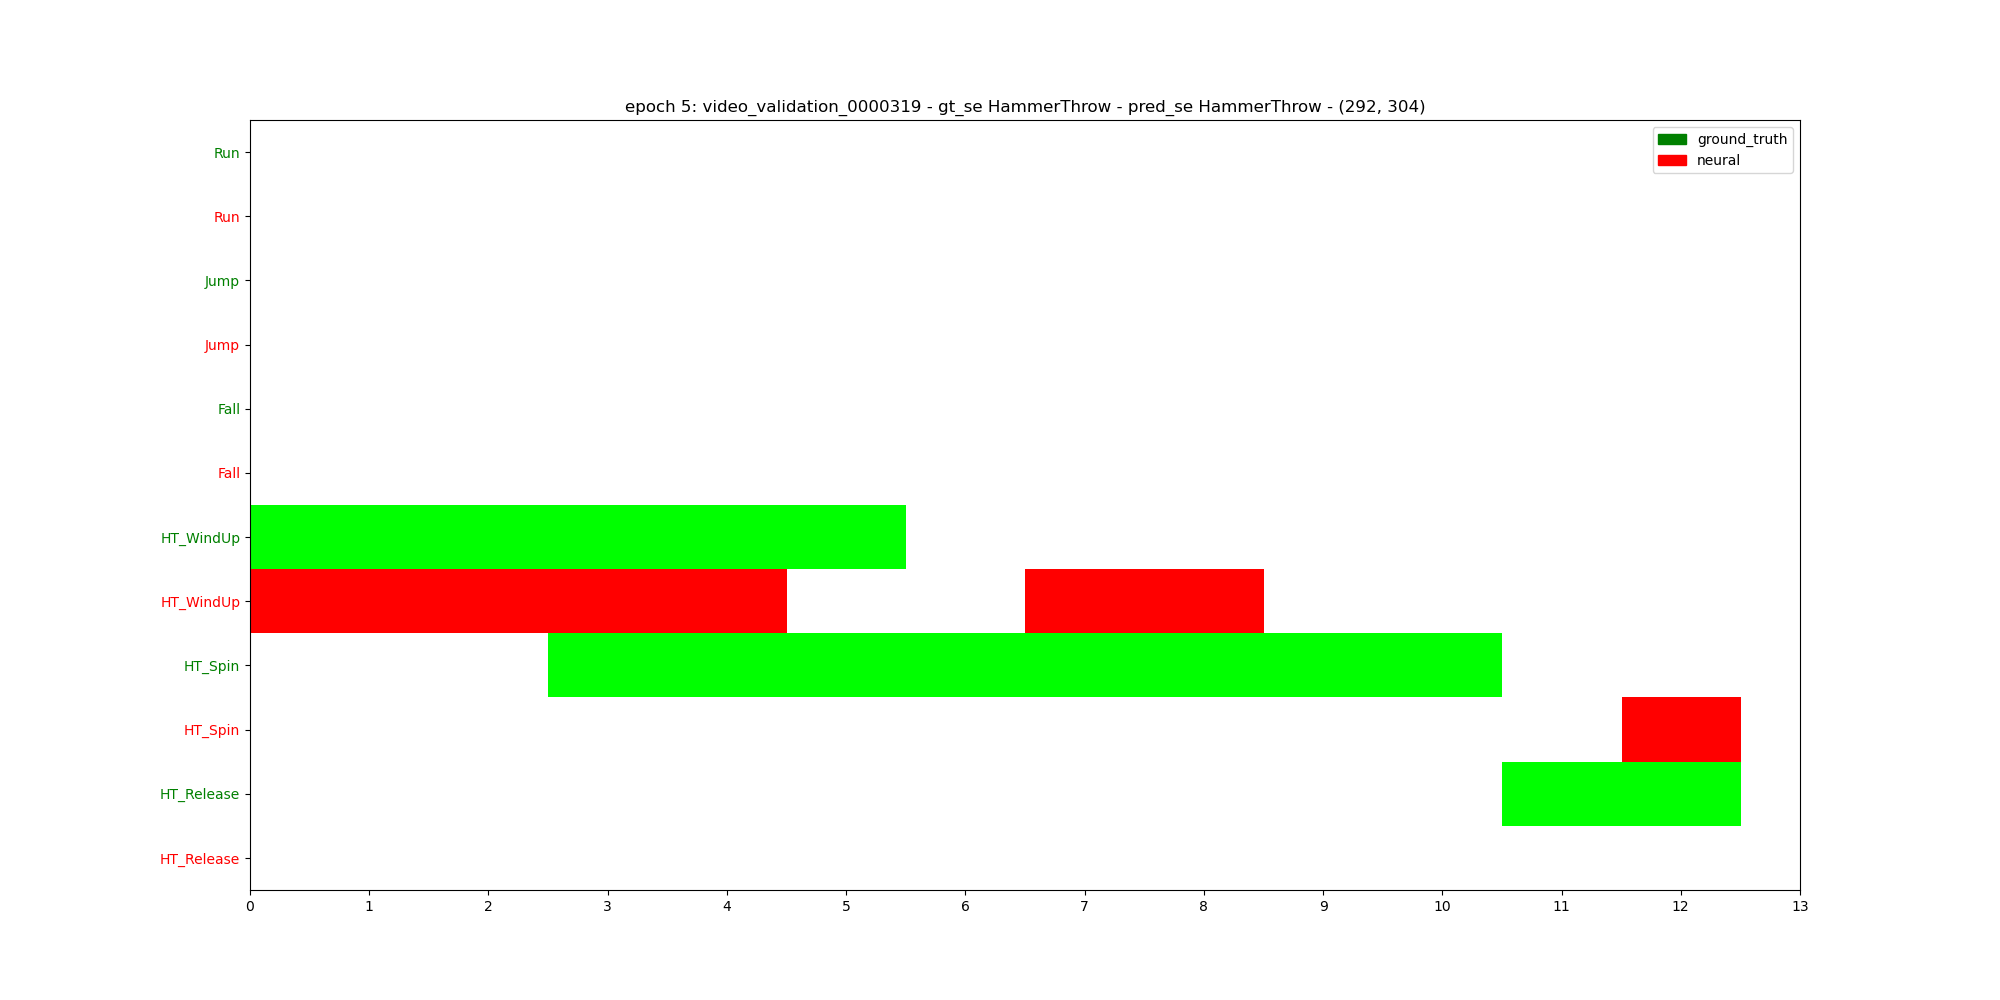 epoch 5: video_validation_0000319 - gt_se HammerThrow - pred_se HammerThrow - (292, 304)
ground_truth
neural
Run
Run
Jump
Jump
Fall
Fall
HT_WindUp
HT_WindUp
HT_Spin
HT_Spin
HT_Release
HT_Release
0 1 2 3 4 5 6 7 8 9 10 11 12 13